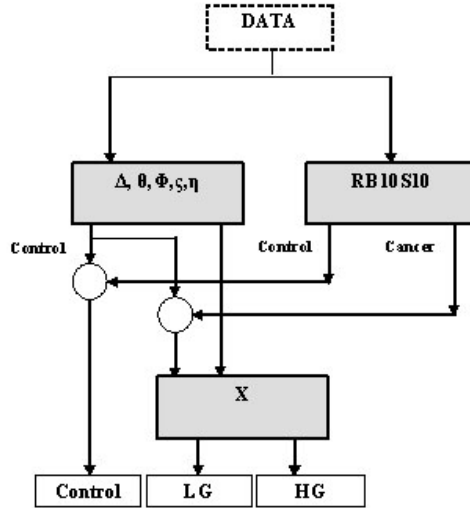 DATA
Δ, θ, Φ,ς,η
RB10S10
Control
Control
Cancer
X
Control
LG
HG